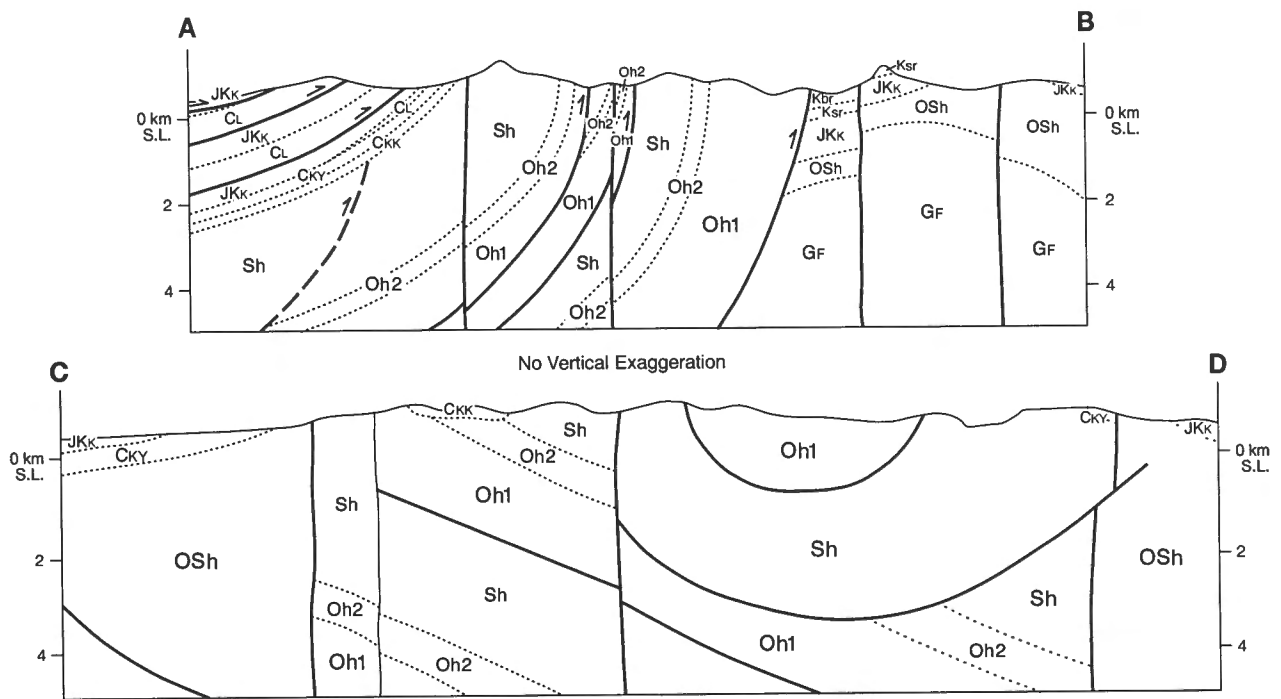 A
B
Ksr
Oh2
JKK
Kbr
JKK
JKK
CL
0 km
S.L.
Ksr
OSh
0 km
S.L.
CL
Oh2
OSh
JKK
CKK
Sh
Oh1
Sh
JKK
CL
Oh2
OSh
CKY
Oh2
JKK
2
Oh1
Oh1
GF
2
Sh
Oh1
Sh
GF
GF
4
Oh2
4
Oh2
No Vertical Exaggeration
C
D
CKK
CKY
JKK
JKK
Sh
0 km
S.L.
CKY
Oh2
Oh1
0 km
S.L.
Oh1
Sh
Sh
2
OSh
OSh
2
Sh
Sh
Oh2
Oh1
Oh2
4
Oh1
Oh2
4